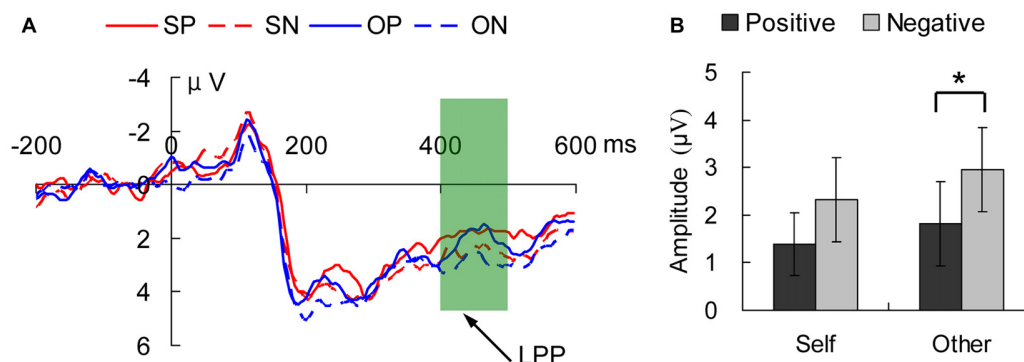 A
SP SN OP ON
μ V
-4
-2
-200 0 200 400 600 ms
0
2
4
6
LPP
B
Positive Negative
Amplitude (μV)
5
4
3
2
1
0
*
Self Other